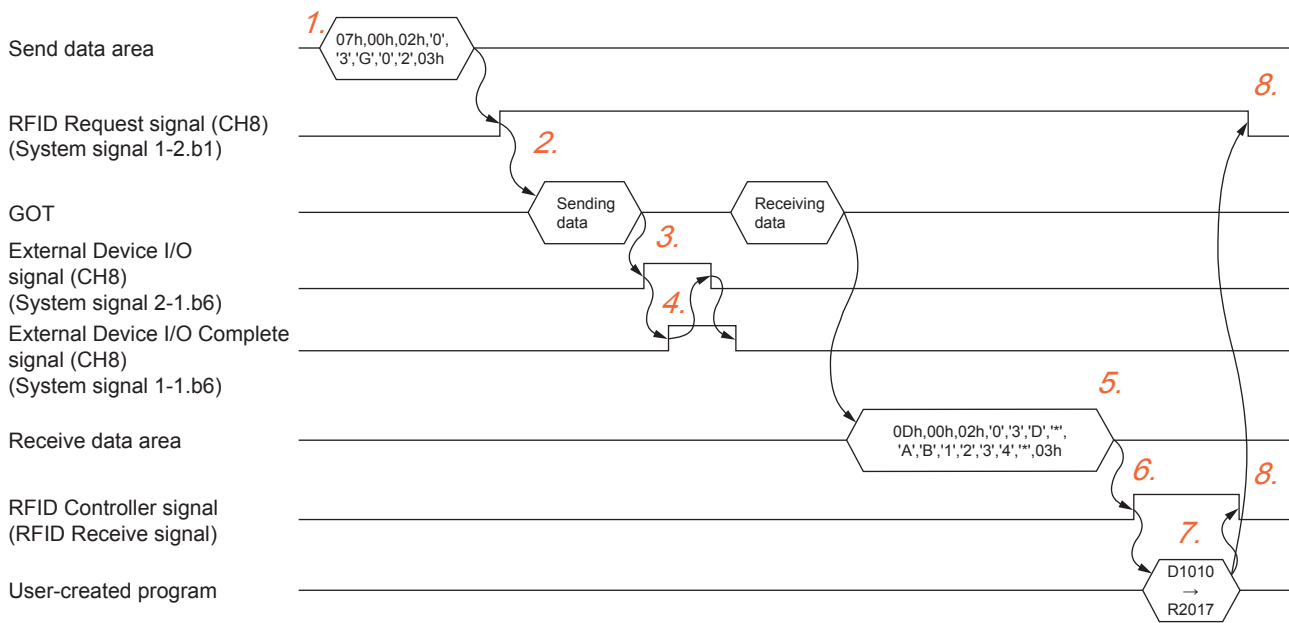 1.
07h,00h,02h,'0',
'3','G','0','2',03h
Send data area
8.
RFID Request signal (CH8)
(System signal 1-2.b1)
2.
Sending
data
Receiving
data
GOT
3.
External Device I/O
signal (CH8)
(System signal 2-1.b6)
4.
External Device I/O Complete
signal (CH8)
(System signal 1-1.b6)
5.
0Dh,00h,02h,'0','3','D','*',
'A','B','1','2','3','4','*',03h
Receive data area
6.
8.
RFID Controller signal
(RFID Receive signal)
7.
D1010
→
R2017
User-created program